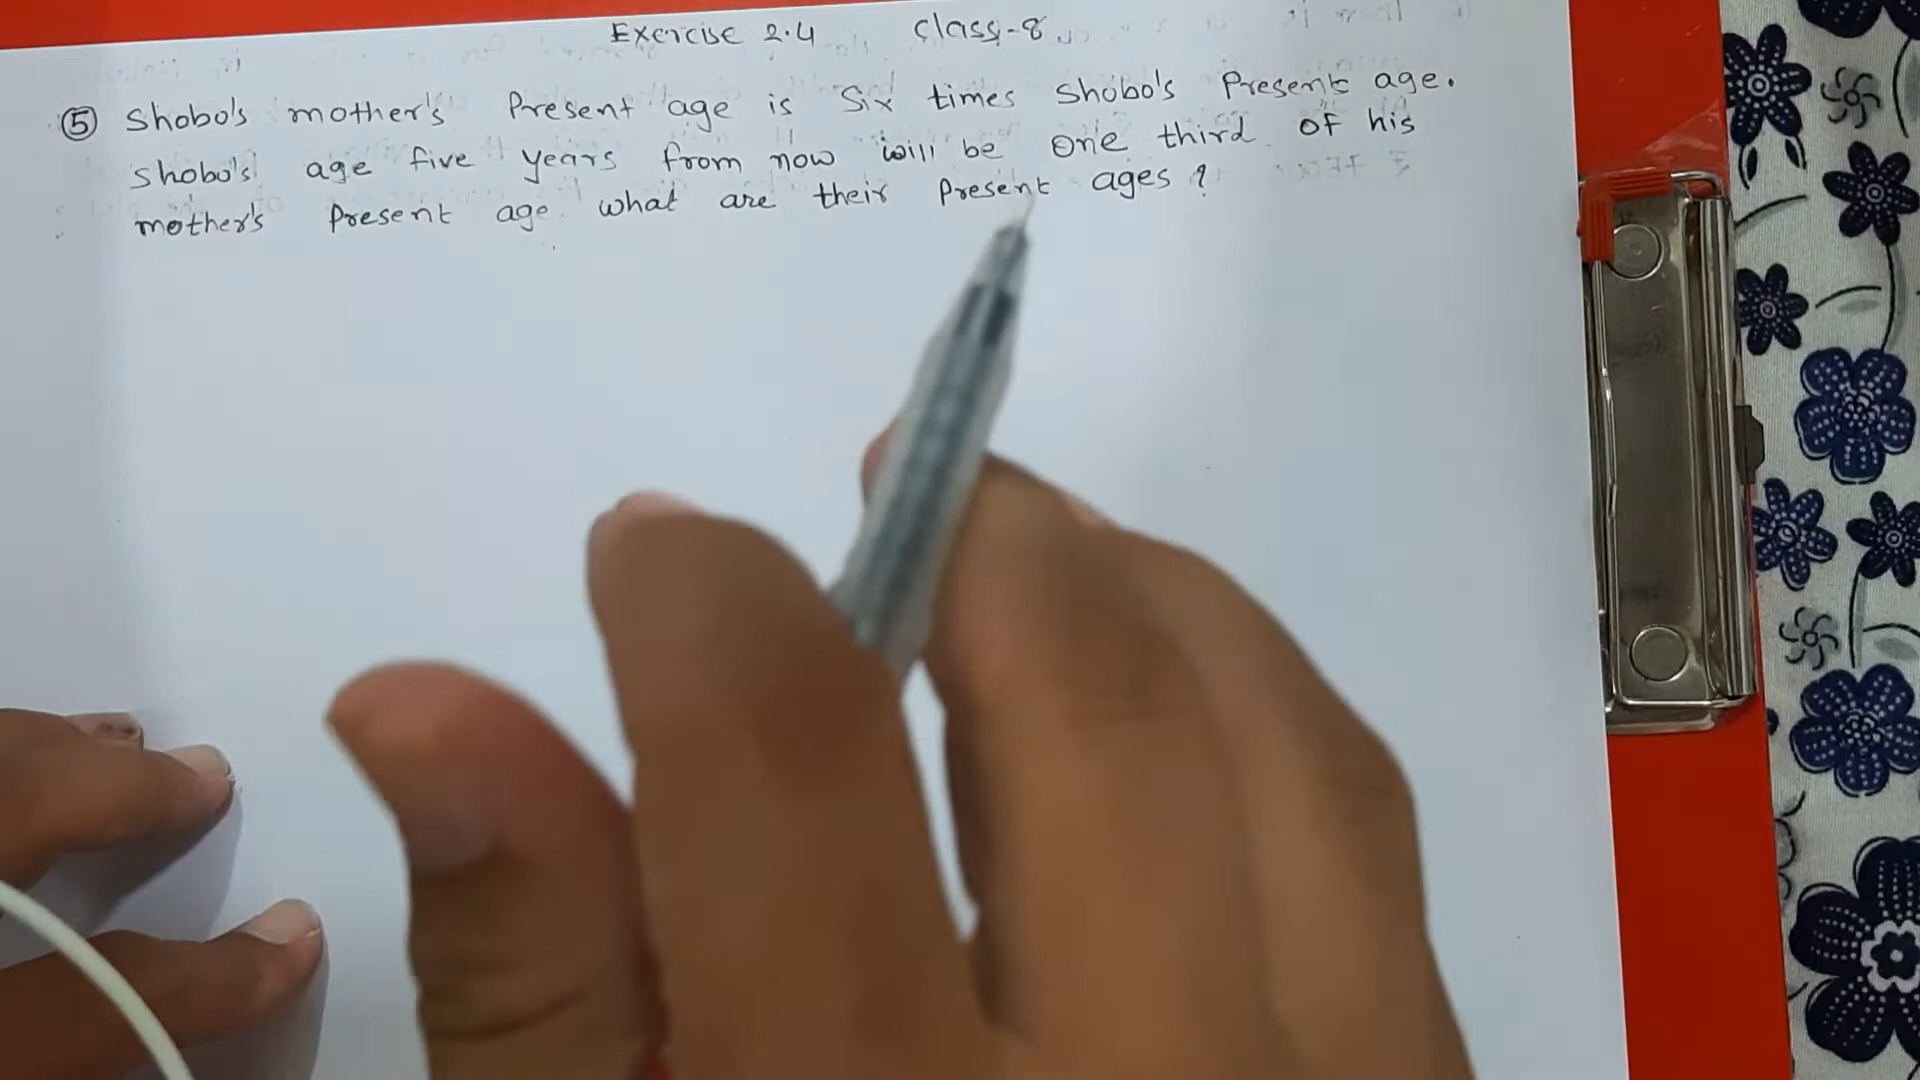 Exercise 2.4 class-8
⑤ Shobo's mother's Present age is Six times Shobo's Present age.
Shobo's age five years from now will be One third of his
mother's Present age. what are their Present ages?